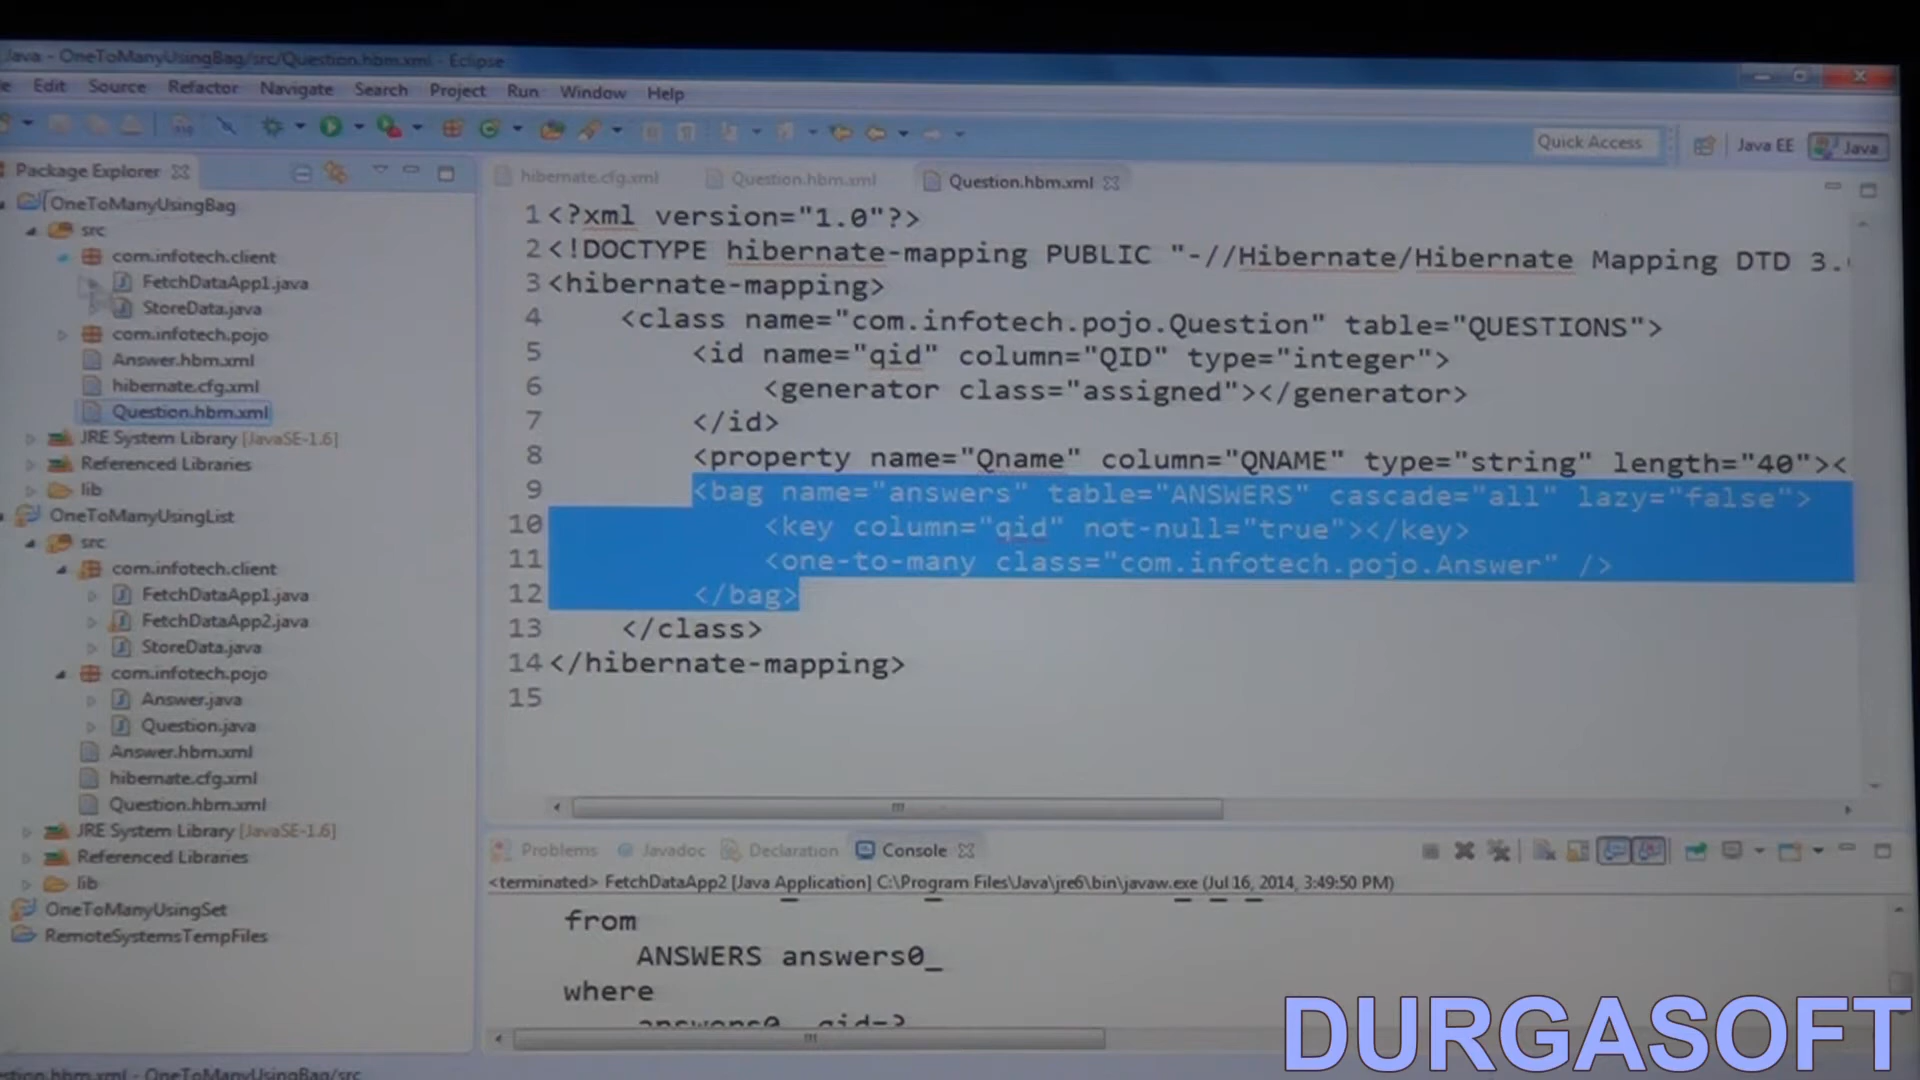 Java - OneToManyUsingBag/src/Question.hbm.xml - Eclipse
Edit Source Refactor Navigate Search Project Run Window Help
Quick Access
Java EE
Java
Package Explorer
OneToManyUsingBag
src
com.infotech.client
FetchDataApp1.java
StoreData.java
com.infotech.pojo
Answer.hbm.xml
hibernate.cfg.xml
Question.hbm.xml
JRE System Library [JavaSE-1.6]
Referenced Libraries
lib
OneToManyUsingList
src
com.infotech.client
FetchDataApp1.java
FetchDataApp2.java
StoreData.java
com.infotech.pojo
Answer.java
Question.java
Answer.hbm.xml
hibernate.cfg.xml
Question.hbm.xml
JRE System Library [JavaSE-1.6]
Referenced Libraries
lib
OneToManyUsingSet
RemoteSystemsTempFiles
hibernate.cfg.xml Question.hbm.xml Question.hbm.xml
1 <?xml version="1.0"?>
2 <!DOCTYPE hibernate-mapping PUBLIC "-//Hibernate/Hibernate Mapping DTD 3.
3 <hibernate-mapping>
4 <class name="com.infotech.pojo.Question" table="QUESTIONS">
5 <id name="qid" column="QID" type="integer">
6 <generator class="assigned"></generator>
7 </id>
8 <property name="Qname" column="QNAME" type="string" length="40"><
9 <bag name="answers" table="ANSWERS" cascade="all" lazy="false">
10 <key column="qid" not-null="true"></key>
11 <one-to-many class="com.infotech.pojo.Answer" />
12 </bag>
13 </class>
14 </hibernate-mapping>
15
Problems Javadoc Declaration Console
<terminated> FetchDataApp2 [Java Application] C:\Program Files\Java\jre6\bin\javaw.exe (Jul 16, 2014, 3:49:50 PM)
from
ANSWERS answers0_
where
DURGASOFT